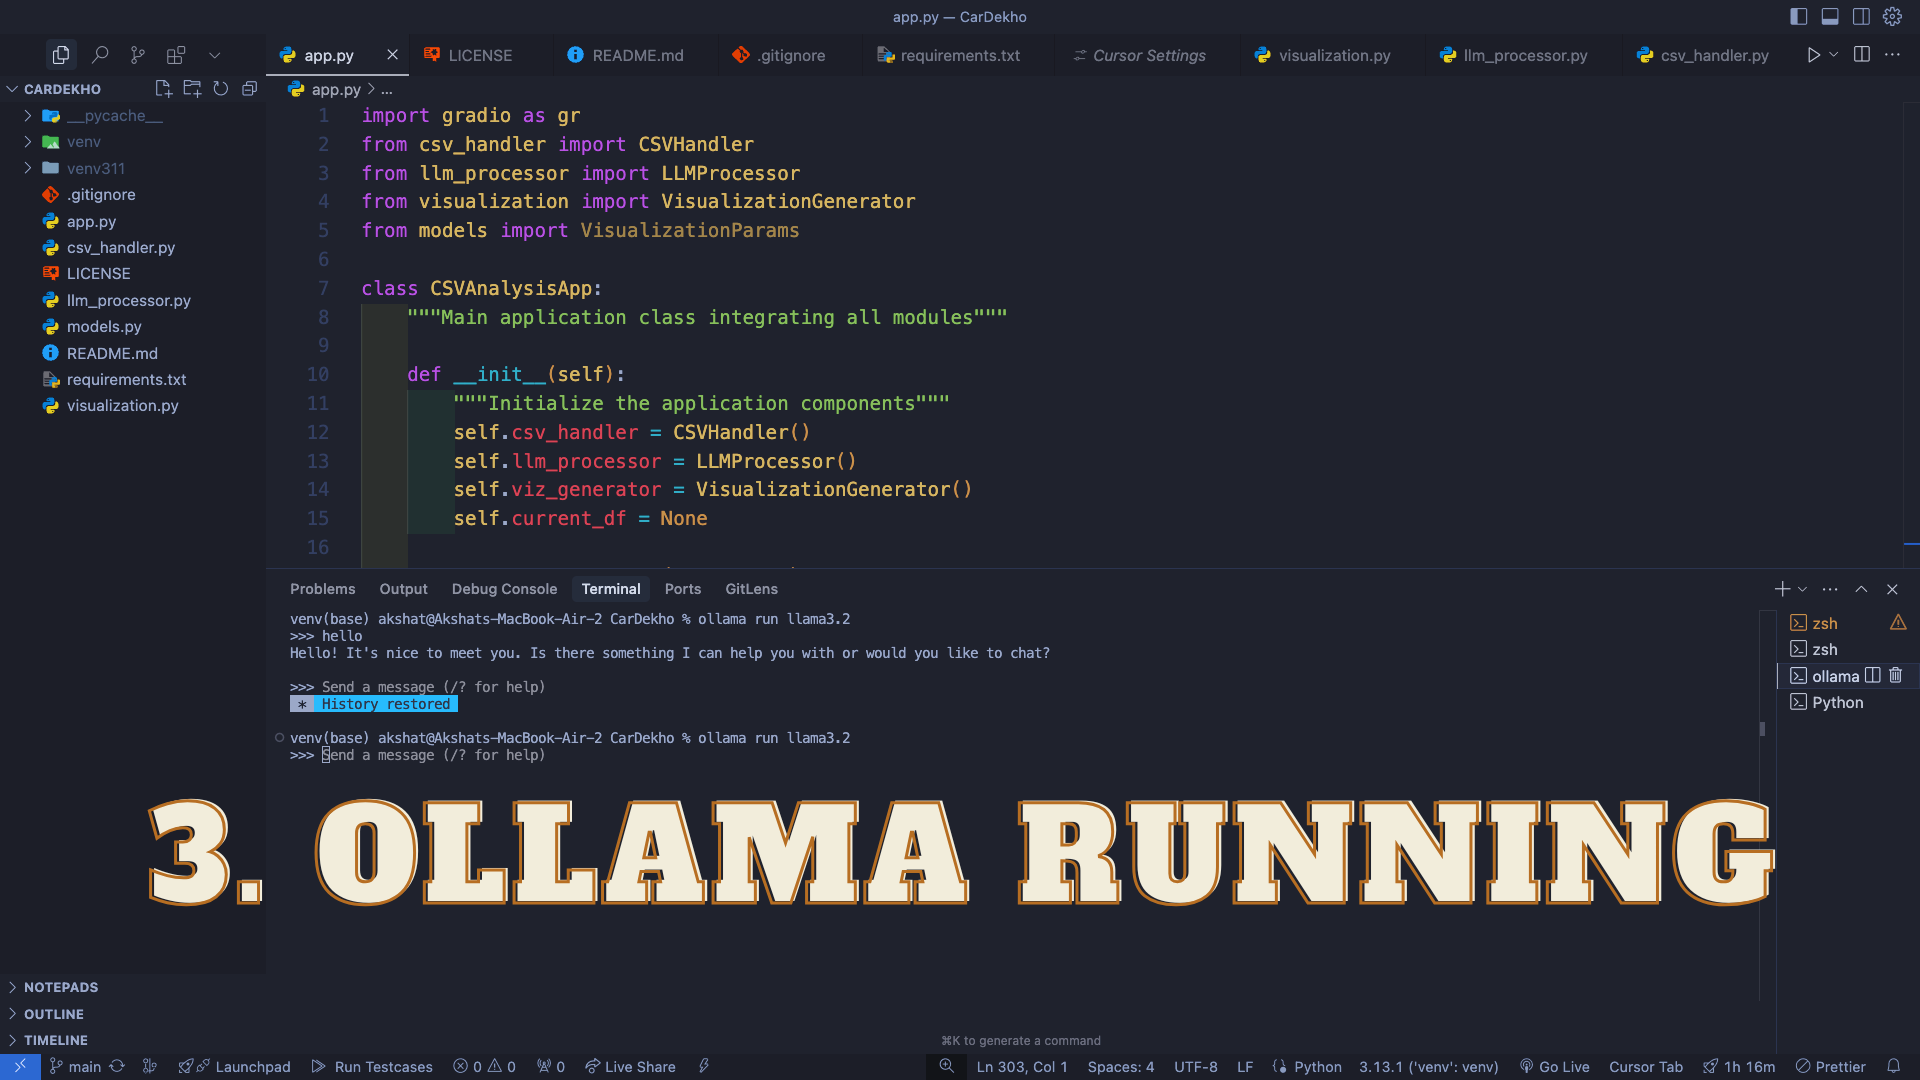 app.py — CarDekho
app.py
LICENSE
README.md
.gitignore
requirements.txt
Cursor Settings
visualization.py
llm_processor.py
csv_handler.py
CARDEKHO
__pycache__
venv
venv311
.gitignore
app.py
csv_handler.py
LICENSE
llm_processor.py
models.py
README.md
requirements.txt
visualization.py
app.py > ...
1 import gradio as gr
2 from csv_handler import CSVHandler
3 from llm_processor import LLMProcessor
4 from visualization import VisualizationGenerator
5 from models import VisualizationParams
6
7 class CSVAnalysisApp:
8 """Main application class integrating all modules"""
9
10 def __init__(self):
11 """Initialize the application components"""
12 self.csv_handler = CSVHandler()
13 self.llm_processor = LLMProcessor()
14 self.viz_generator = VisualizationGenerator()
15 self.current_df = None
16
Problems Output Debug Console Terminal Ports GitLens
venv(base) akshat@Akshats-MacBook-Air-2 CarDekho % ollama run llama3.2
>>> hello
Hello! It's nice to meet you. Is there something I can help you with or would you like to chat?
>>> Send a message (/? for help)
* History restored
venv(base) akshat@Akshats-MacBook-Air-2 CarDekho % ollama run llama3.2
>>> Send a message (/? for help)
zsh
zsh
ollama
Python
3. OLLAMA RUNNING
NOTEPADS
OUTLINE
TIMELINE
⌘K to generate a command
main Launchpad Run Testcases 0 0 0 Live Share Ln 303, Col 1 Spaces: 4 UTF-8 LF Python 3.13.1 ('venv': venv) Go Live Cursor Tab 1h 16m Prettier